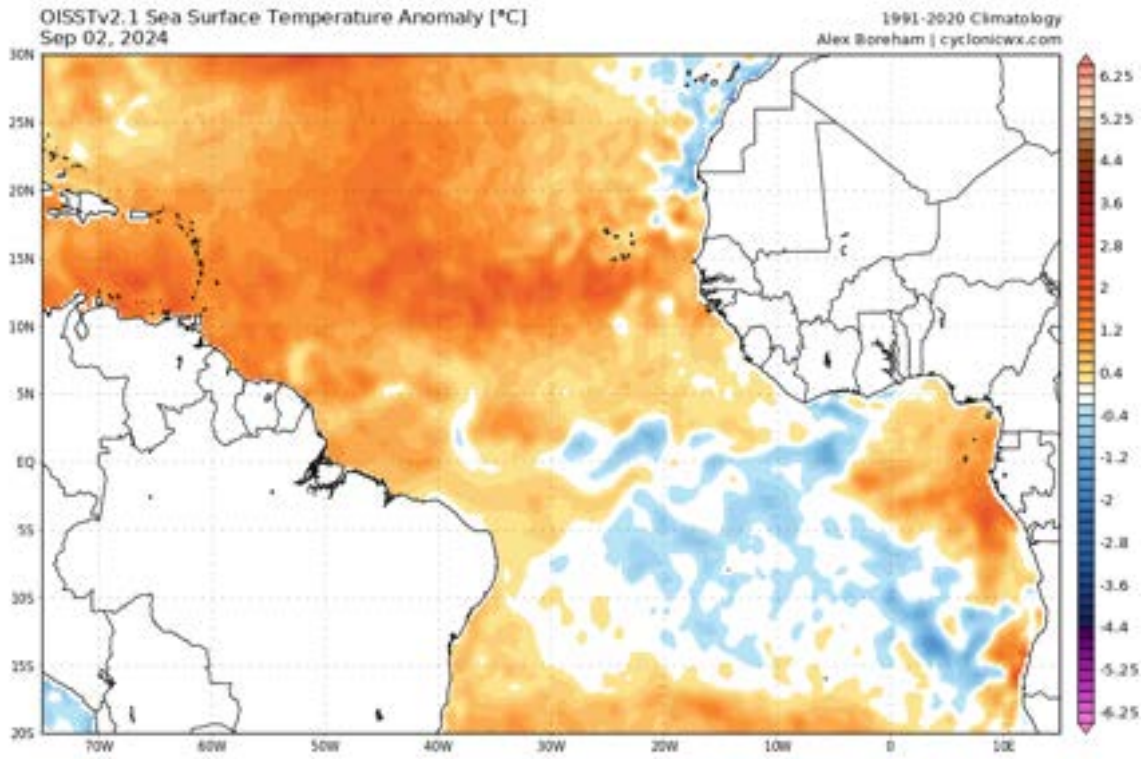 OISSTv2.1 Sea Surface Temperature Anomaly [°C]
Sep 02, 2024
1991-2020 Climatology
Alex Boreham | cyclonicwx.com
30N
25N
20N
15N
10N
5N
EQ
5S
10S
15S
20S
70W
60W
50W
40W
30W
20W
10W
0
10E
6.25
5.25
4.4
3.6
2.8
2
1.2
0.4
-0.4
-1.2
-2
-2.8
-3.6
-4.4
-5.25
-6.25